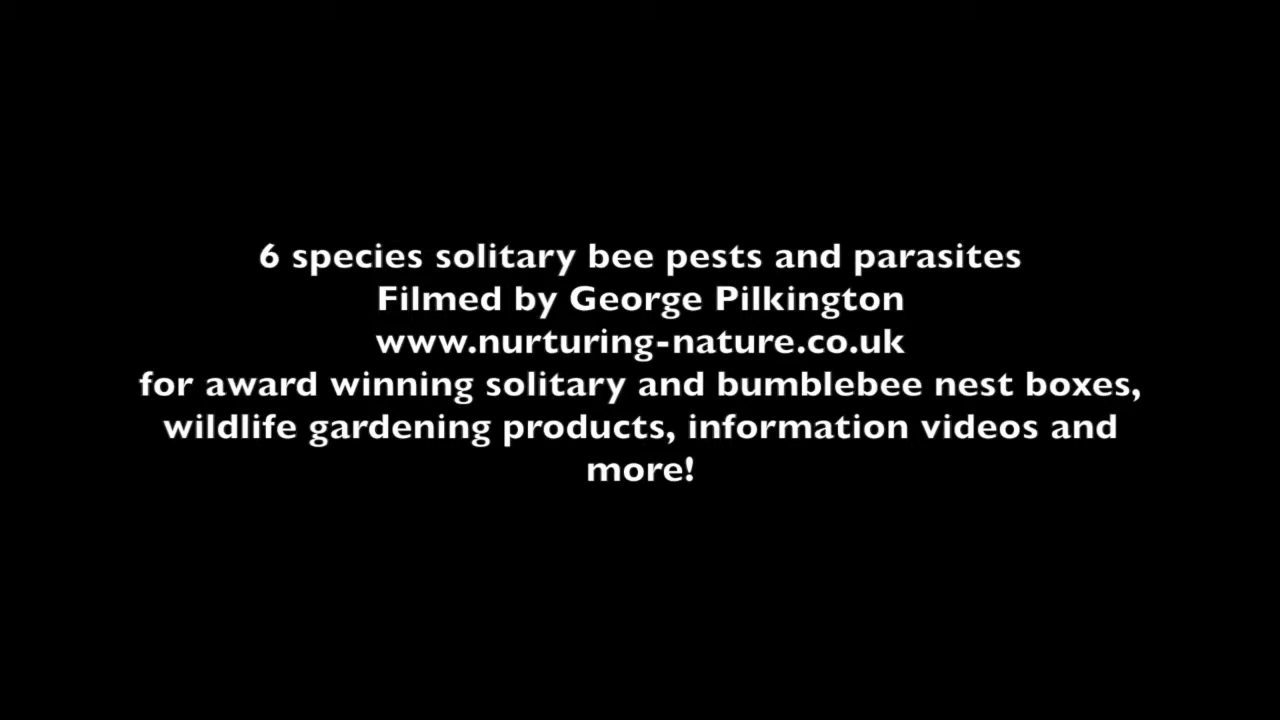 6 species solitary bee pests and parasites
Filmed by George Pilkington
www.nurturing-nature.co.uk
for award winning solitary and bumblebee nest boxes,
wildlife gardening products, information videos and
more!